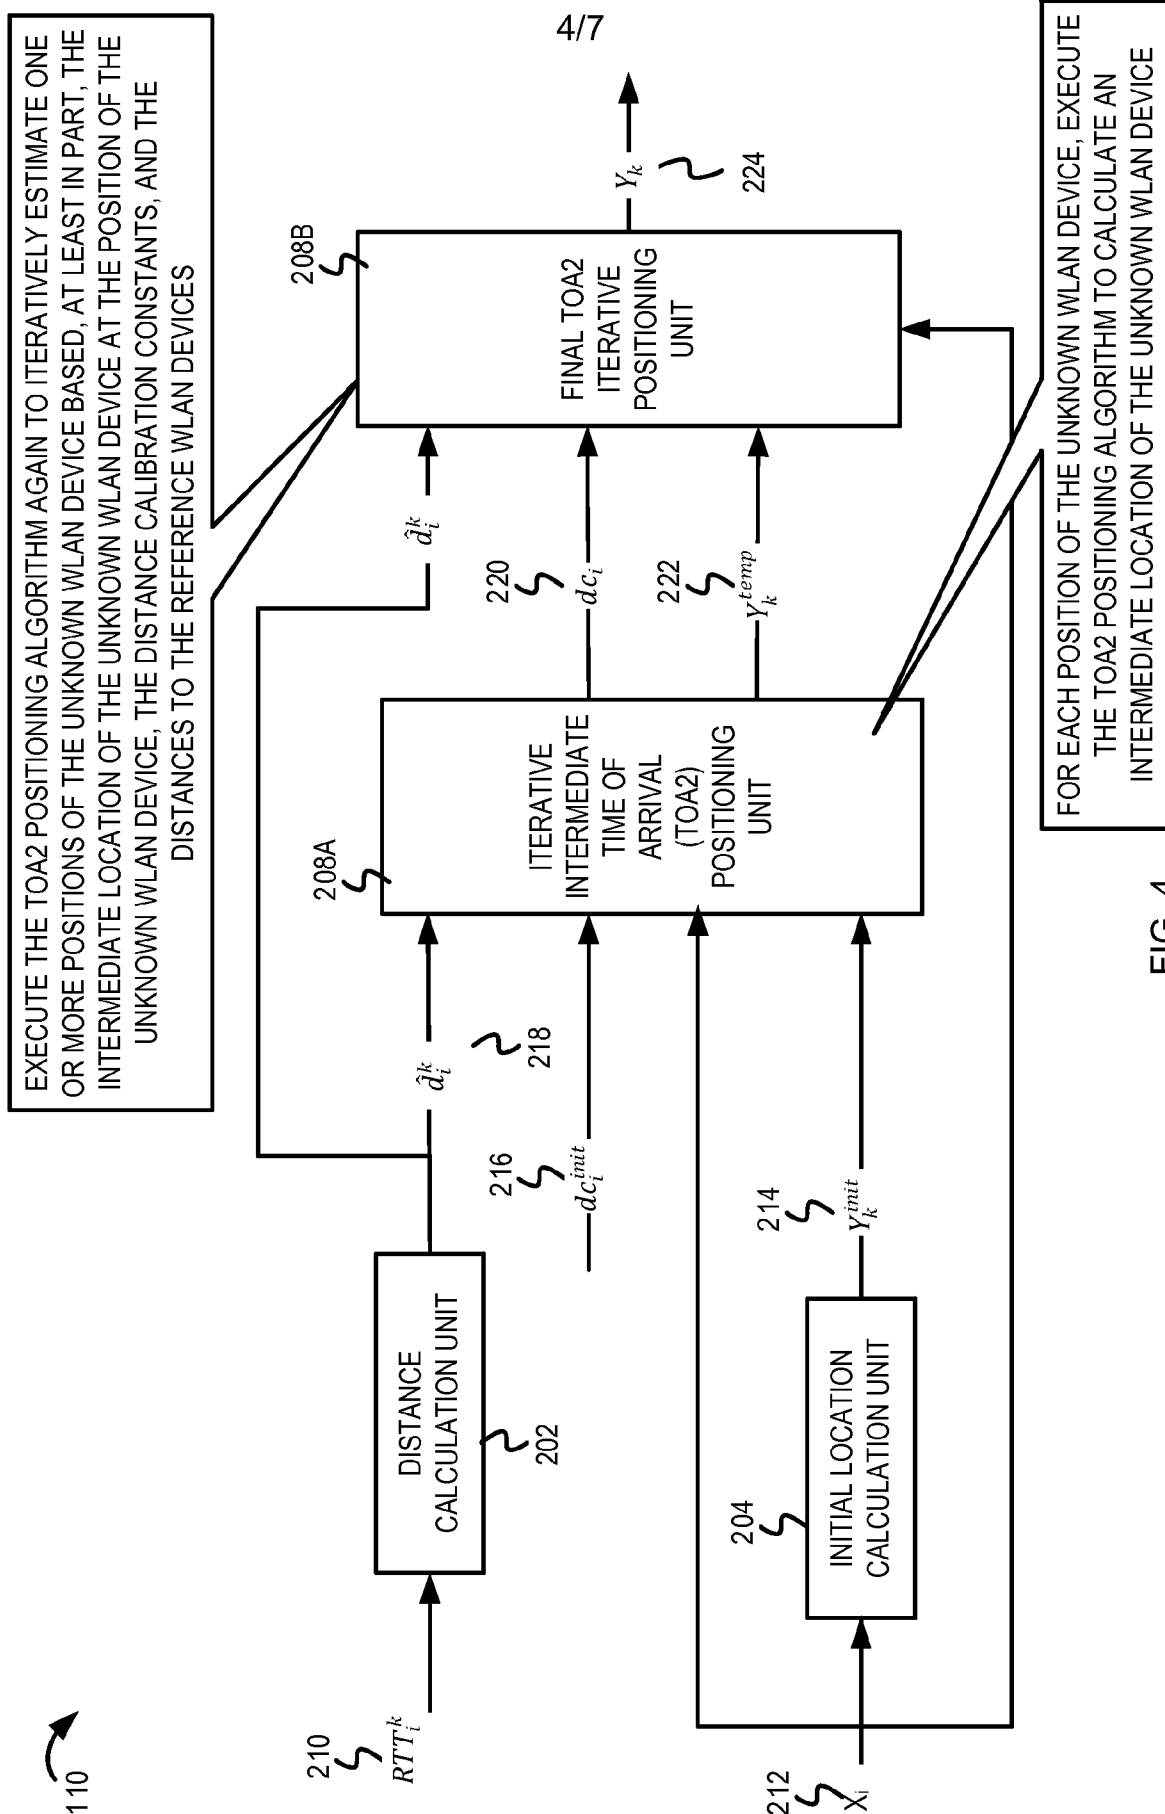 4/7
110
EXECUTE THE TOA2 POSITIONING ALGORITHM AGAIN TO ITERATIVELY ESTIMATE ONE
OR MORE POSITIONS OF THE UNKNOWN WLAN DEVICE BASED, AT LEAST IN PART, THE
INTERMEDIATE LOCATION OF THE UNKNOWN WLAN DEVICE AT THE POSITION OF THE
UNKNOWN WLAN DEVICE, THE DISTANCE CALIBRATION CONSTANTS, AND THE
DISTANCES TO THE REFERENCE WLAN DEVICES
210
RTT_i^k
DISTANCE
CALCULATION UNIT
202
d̂_i^k
218
216
dc_i^{init}
212
X_i
204
INITIAL LOCATION
CALCULATION UNIT
214
Y_k^{init}
208A
ITERATIVE
INTERMEDIATE
TIME OF
ARRIVAL
(TOA2)
POSITIONING
UNIT
d̂_i^k
220
dc_i
222
Y_k^{temp}
208B
FINAL TOA2
ITERATIVE
POSITIONING
UNIT
Y_k
224
FOR EACH POSITION OF THE UNKNOWN WLAN DEVICE, EXECUTE
THE TOA2 POSITIONING ALGORITHM TO CALCULATE AN
INTERMEDIATE LOCATION OF THE UNKNOWN WLAN DEVICE
FIG. 4